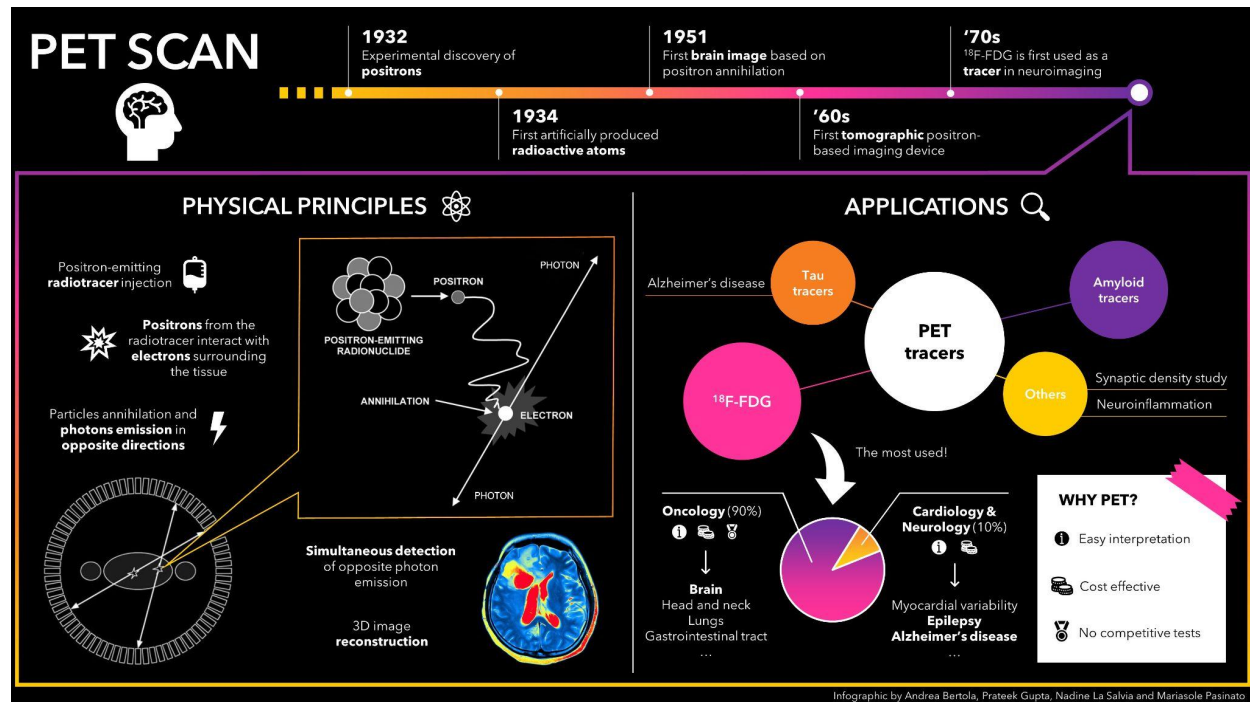 PET SCAN
1932
Experimental discovery of
positrons
1951
First brain image based on
positron annihilation
’70s
¹⁸F-FDG is first used as a
tracer in neuroimaging
1934
First artificially produced
radioactive atoms
’60s
First tomographic positron-
based imaging device
PHYSICAL PRINCIPLES
Positron-emitting
radiotracer injection
Positrons from the
radiotracer interact with
electrons surrounding
the tissue
Particles annihilation and
photons emission in
opposite directions
PHOTON
POSITRON
POSITRON-EMITTING
RADIONUCLIDE
ANNIHILATION
ELECTRON
PHOTON
Simultaneous detection
of opposite photon
emission
3D image
reconstruction
APPLICATIONS
Alzheimer’s disease
Tau
tracers
Amyloid
tracers
PET
tracers
¹⁸F-FDG
Others
Synaptic density study
Neuroinflammation
The most used!
Oncology (90%)
Brain
Head and neck
Lungs
Gastrointestinal tract
...
Cardiology &
Neurology (10%)
Myocardial variability
Epilepsy
Alzheimer’s disease
...
WHY PET?
Easy interpretation
Cost effective
No competitive tests
Infographic by Andrea Bertola, Prateek Gupta, Nadine La Salvia and Mariasole Pasinato